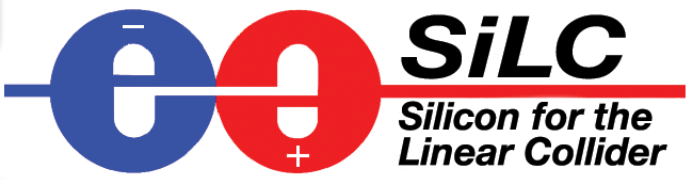 e e
− +
SiLC
Silicon for the
Linear Collider